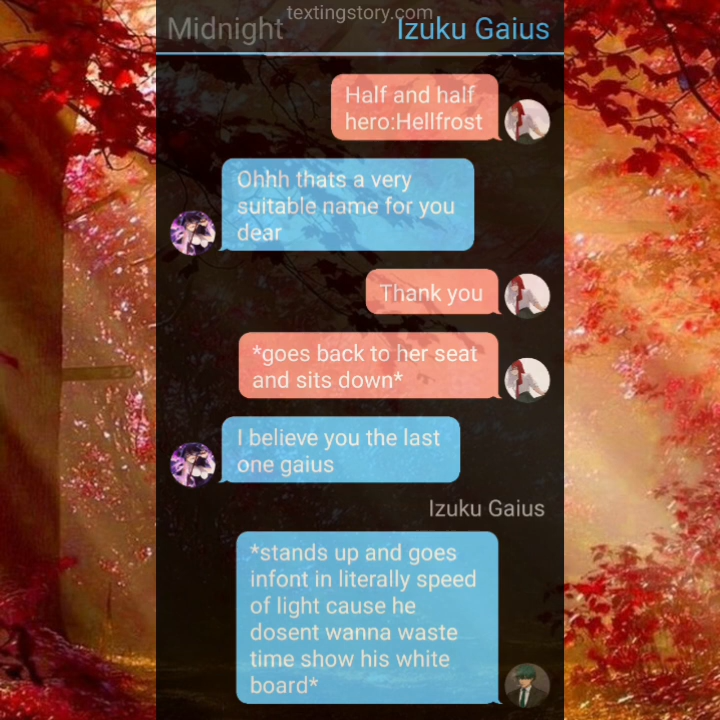 textingstory.com
Midnight
Izuku Gaius
Half and half
hero:Hellfrost
Ohhh thats a very
suitable name for you
dear
Thank you
*goes back to her seat
and sits down*
I believe you the last
one gaius
Izuku Gaius
*stands up and goes
infont in literally speed
of light cause he
dosent wanna waste
time show his white
board*